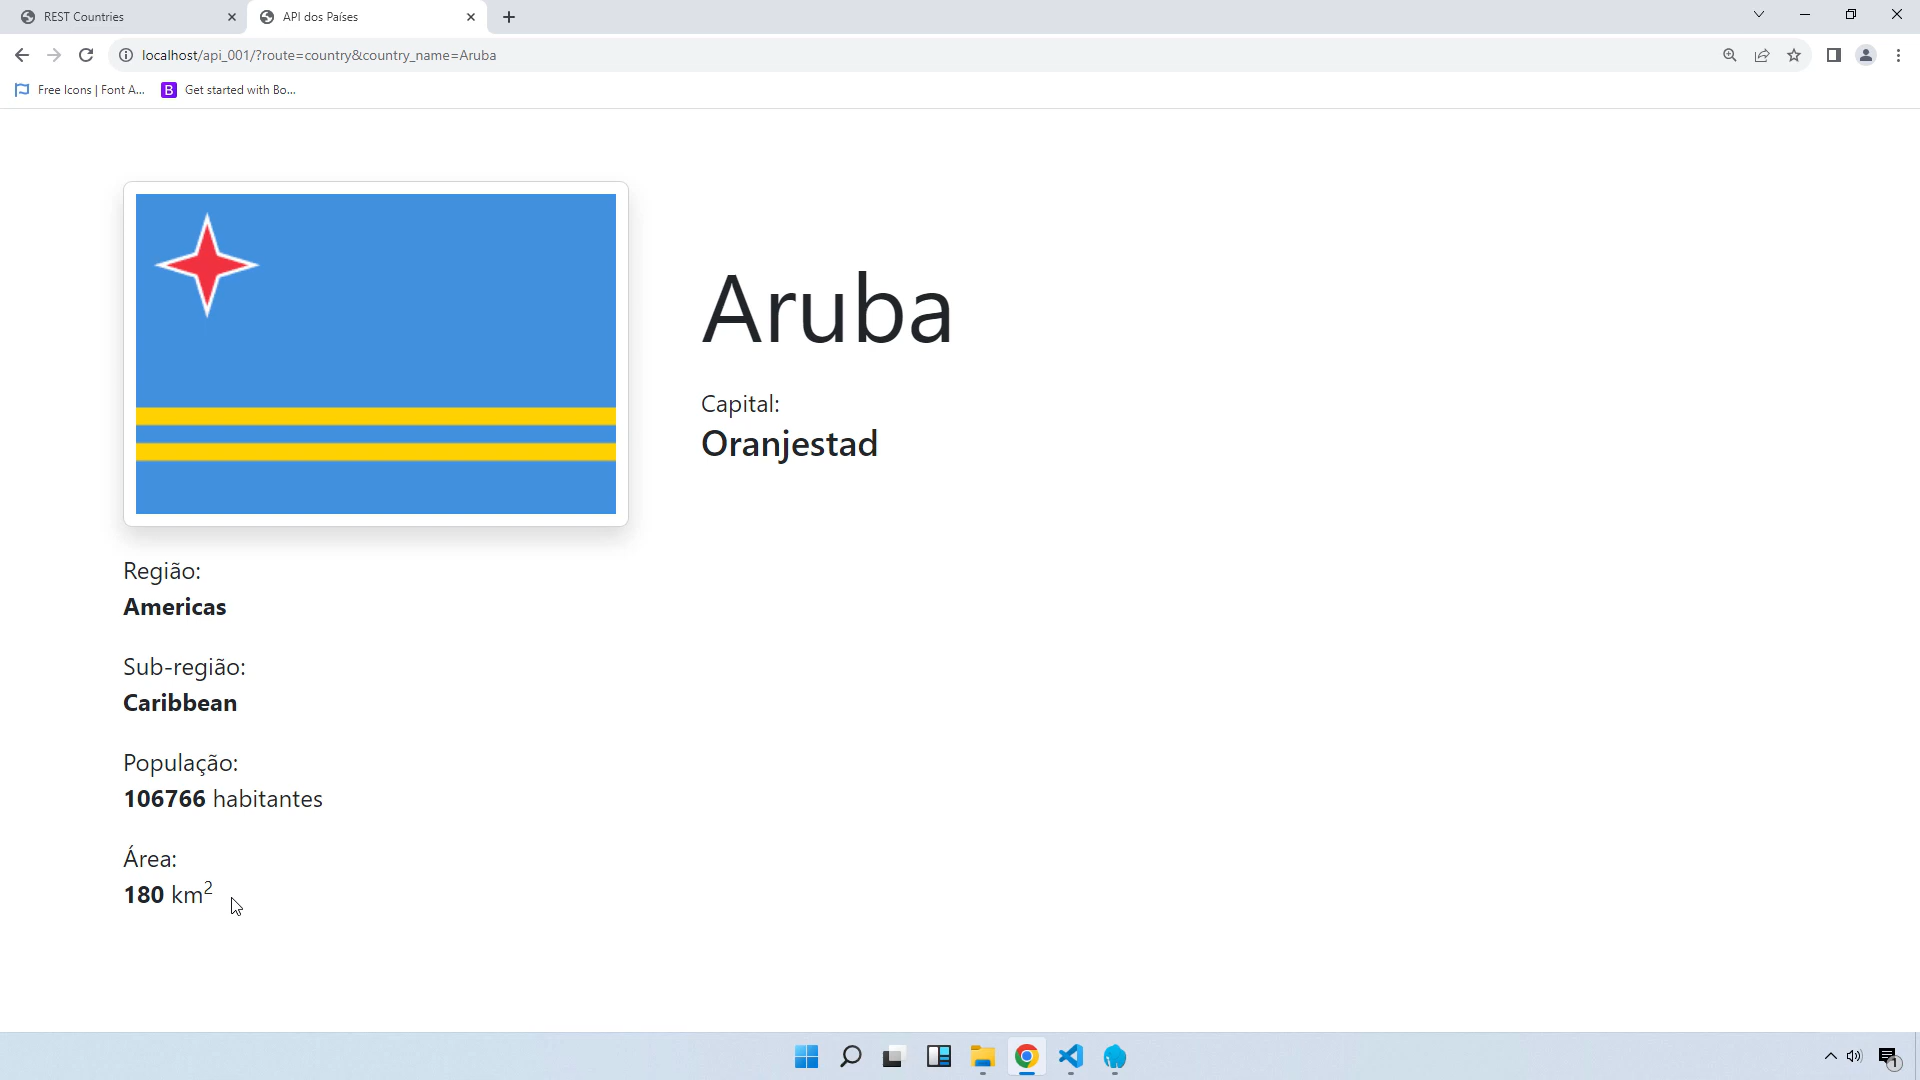 REST Countries
API dos Países
localhost/api_001/?route=country&country_name=Aruba
Free Icons | Font A...
B
Get started with Bo...
Aruba
Capital:
Oranjestad
Região:
Americas
Sub-região:
Caribbean
População:
106766 habitantes
Área:
180 km²
1